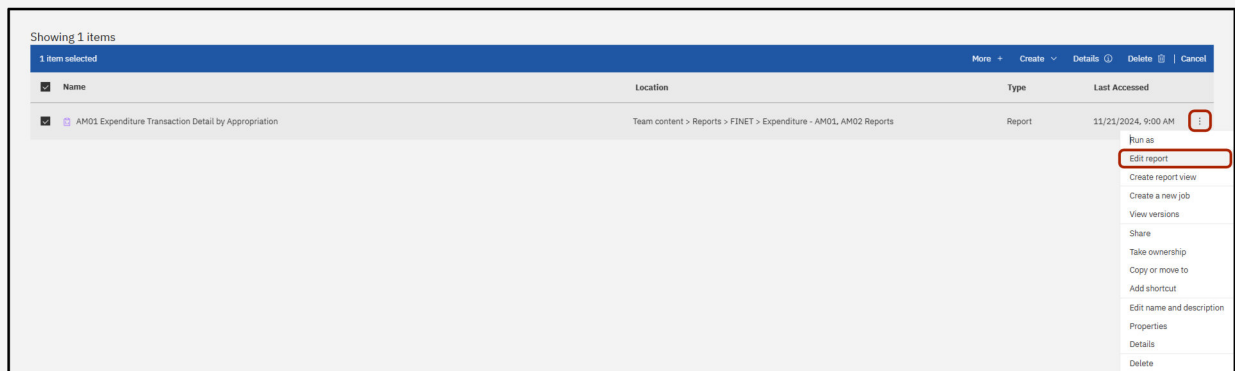 Showing 1 items
1 item selected More + Create Details Delete | Cancel
Name Location Type Last Accessed
AM01 Expenditure Transaction Detail by Appropriation Team content > Reports > FINET > Expenditure - AM01, AM02 Reports Report 11/21/2024, 9:00 AM
Run as
Edit report
Create report view
Create a new job
View versions
Share
Take ownership
Copy or move to
Add shortcut
Edit name and description
Properties
Details
Delete